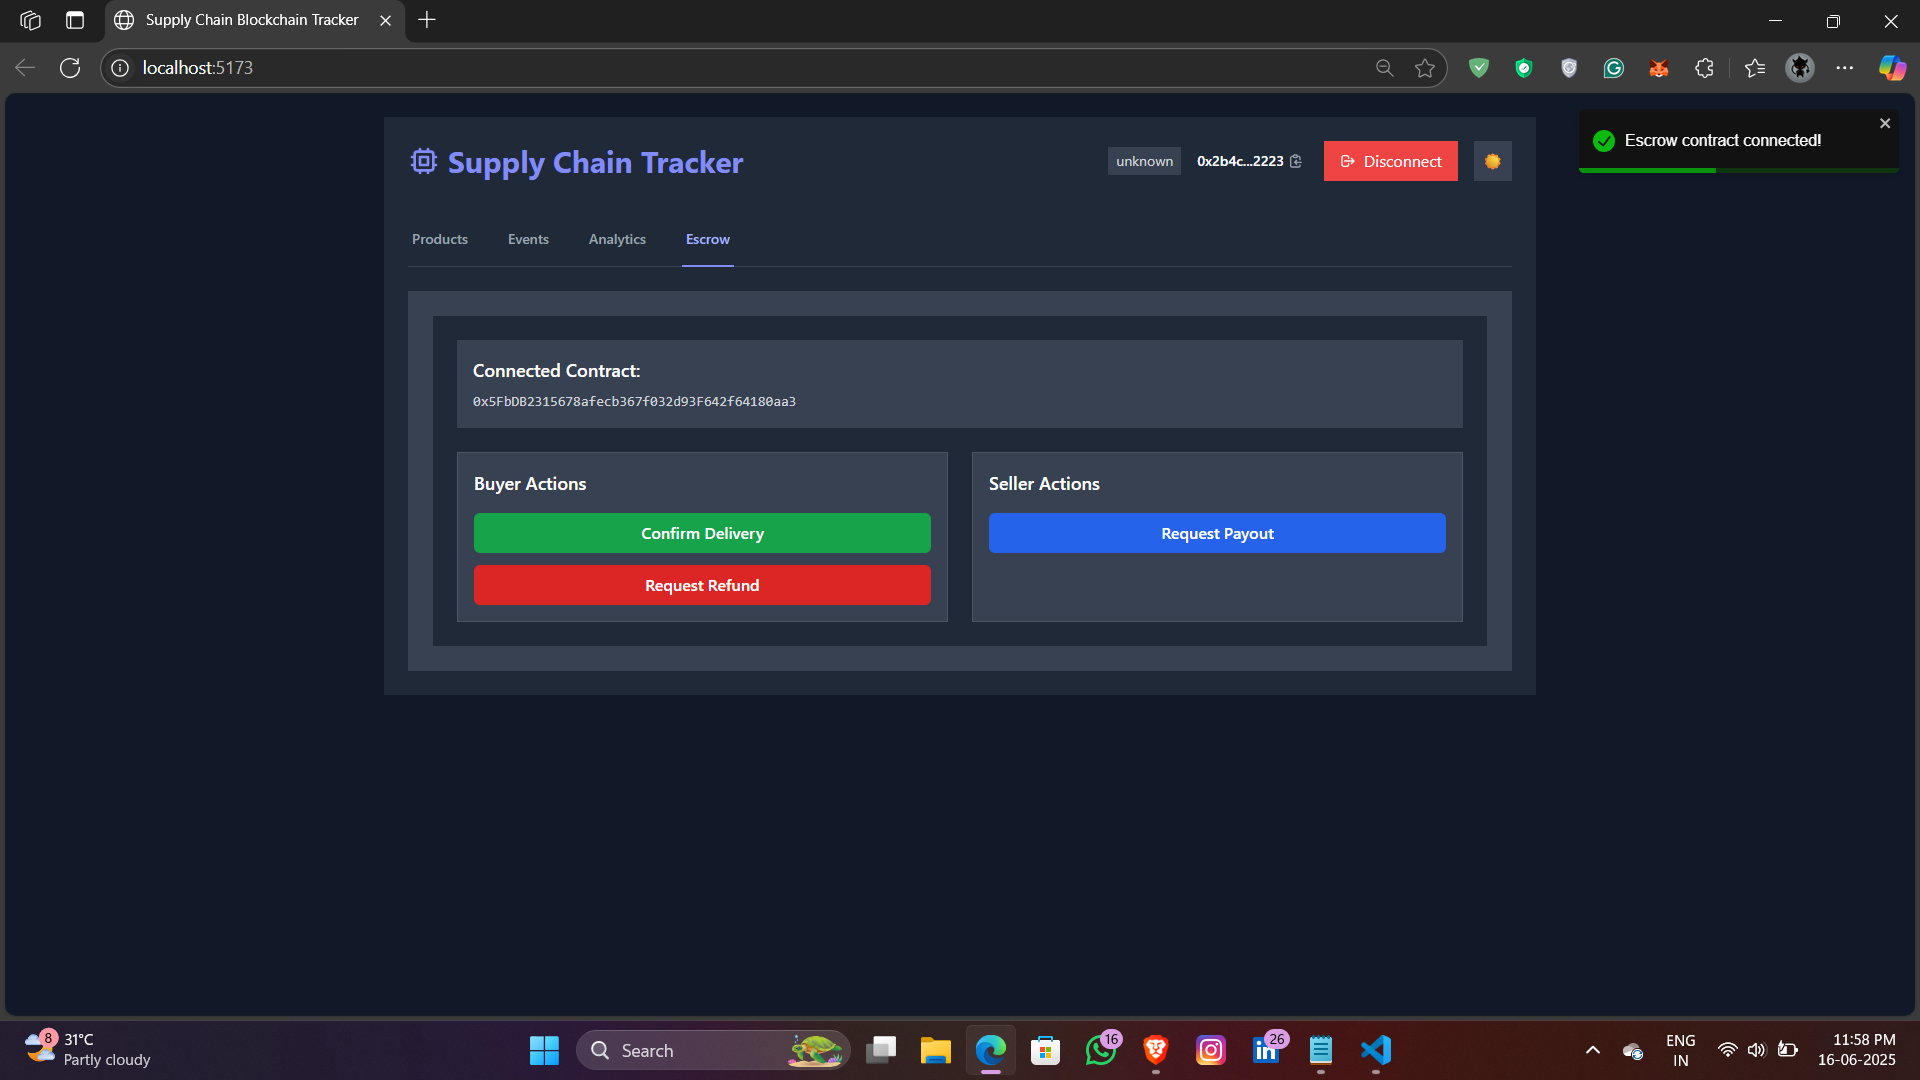 Supply Chain Blockchain Tracker
localhost:5173
Escrow contract connected!
Supply Chain Tracker
unknown
0x2b4c...2223
Disconnect
Products
Events
Analytics
Escrow
Connected Contract:
0x5FbDB2315678afecb367f032d93F642f64180aa3
Buyer Actions
Confirm Delivery
Request Refund
Seller Actions
Request Payout
8
31°C
Partly cloudy
Search
16
in
26
ENG
IN
11:58 PM
16-06-2025